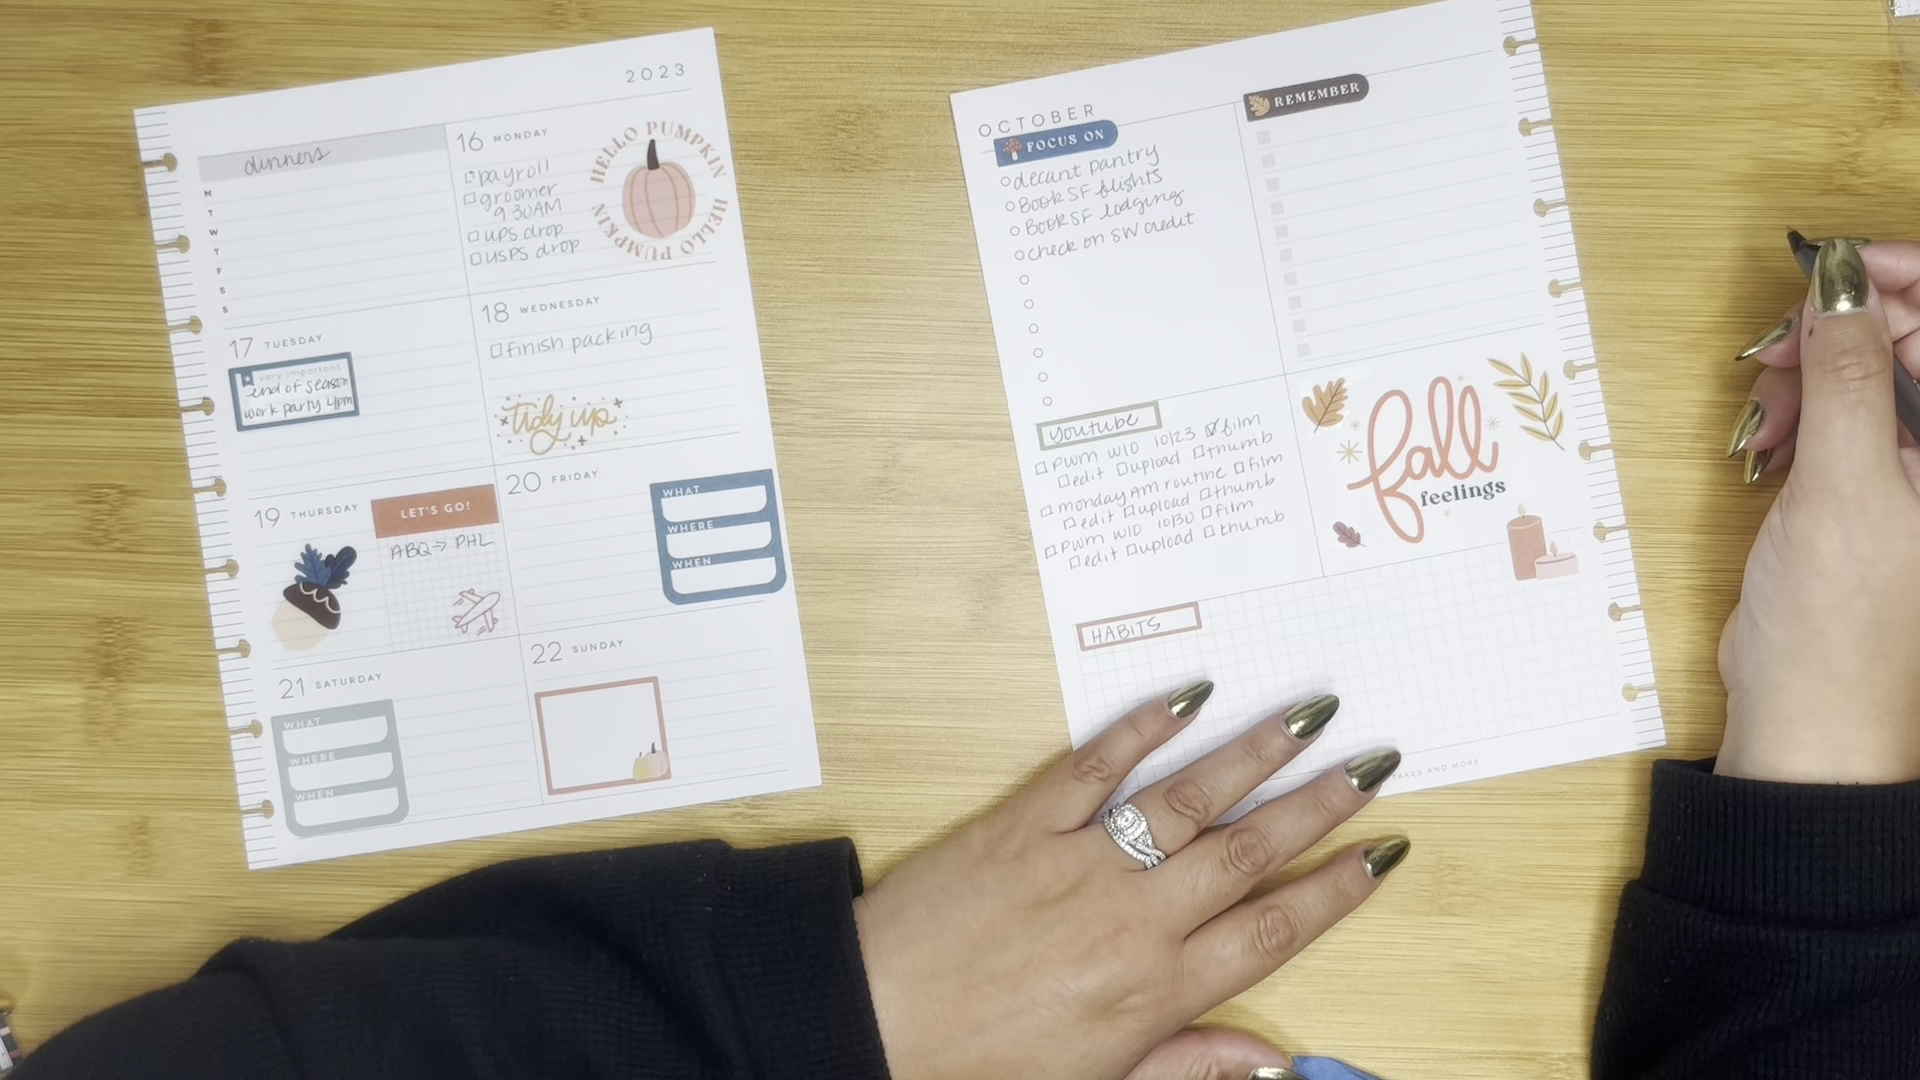 2023
dinners
M
T
W
T
F
S
S
16 MONDAY
payroll
groomer
9 30AM
ups drop
USPS drop
HELLO PUMPKIN
HELLO PUMPKIN
17 TUESDAY
very important
end of season
work party 4pm
18 WEDNESDAY
finish packing
tidy up
19 THURSDAY
LET'S GO!
ABQ→ PHL
20 FRIDAY
WHAT
WHERE
WHEN
21 SATURDAY
WHAT
WHERE
WHEN
22 SUNDAY
OCTOBER
FOCUS ON
decant pantry
Book SF flights
Book SF lodging
check on SW credit
REMEMBER
youtube
pwm w10 10/23 film
edit upload thumb
monday AM routine film
edit upload thumb
pwm w10 10/30 film
edit upload thumb
fall
feelings
HABITS
TAKES AND MORE